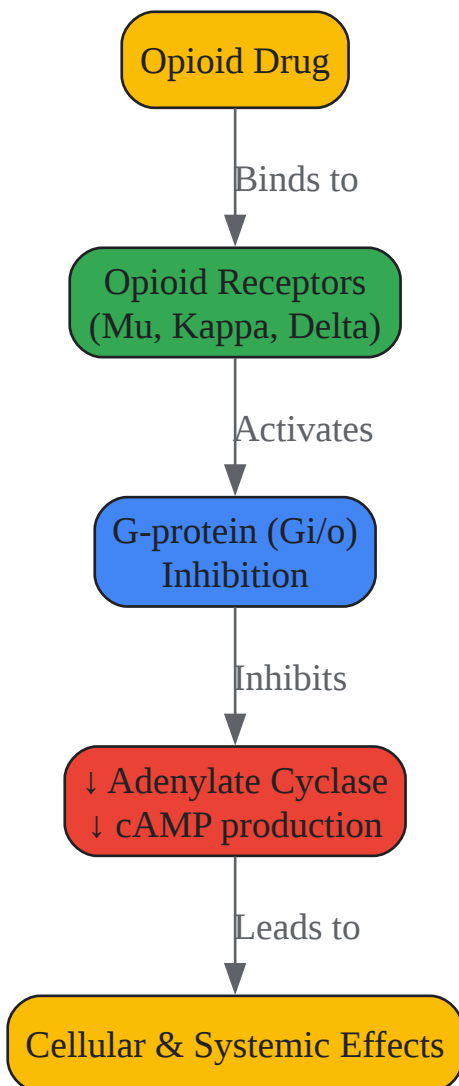 Opioid Drug
Binds to
Opioid Receptors
(Mu, Kappa, Delta)
Activates
G-protein (Gi/o)
Inhibition
Inhibits
↓ Adenylate Cyclase
↓ cAMP production
Leads to
Cellular & Systemic Effects